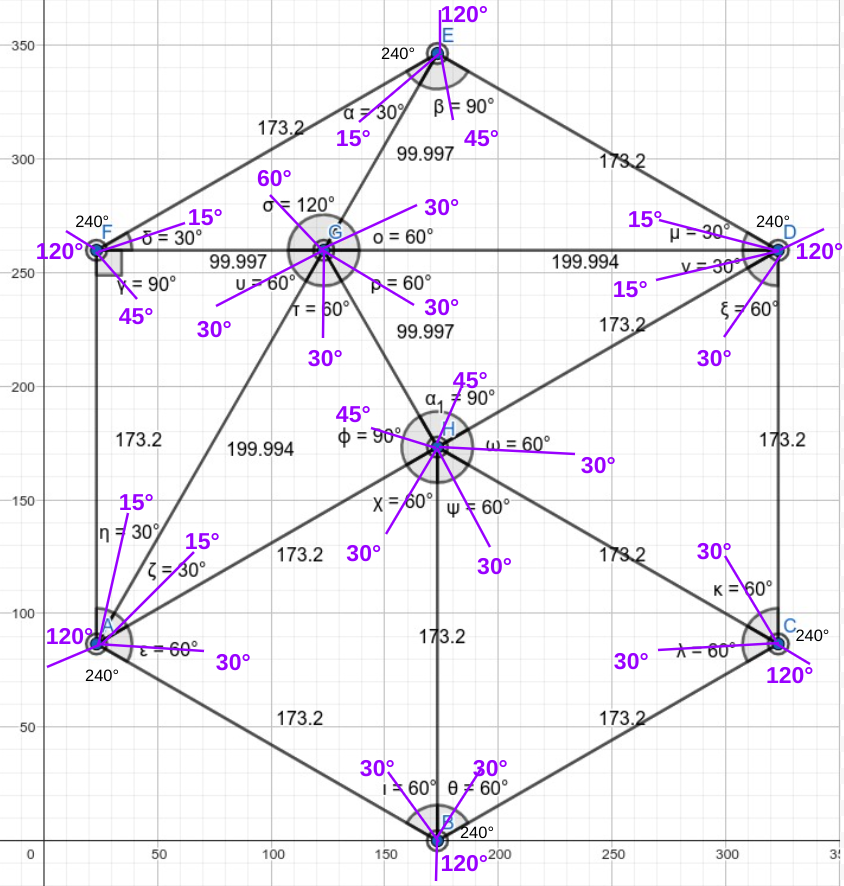 120°
E
350
240°
α = 30°
β = 90°
15°
45°
173.2
99.997
173.2
300
60°
σ = 120°
30°
240°
F
15°
δ = 30°
G
ο = 60°
15°
μ = 30°
240°
D
120°
120°
99.997
199.994
ν = 30°
250
γ = 90°
υ = 60°
ρ = 60°
15°
45°
τ = 60°
30°
ξ = 60°
30°
99.997
173.2
30°
30°
200
45°
α₁ = 90°
45°
φ = 90°
H
ω = 60°
173.2
199.994
173.2
30°
150
15°
χ = 60°
ψ = 60°
η = 30°
15°
30°
173.2
173.2
30°
ζ = 30°
30°
κ = 60°
100
A
C
120°
240°
ε = 60°
173.2
λ = 60°
30°
30°
240°
120°
173.2
173.2
50
30°
30°
ι = 60°
θ = 60°
B
240°
0
50
100
150
200
250
300
35
120°